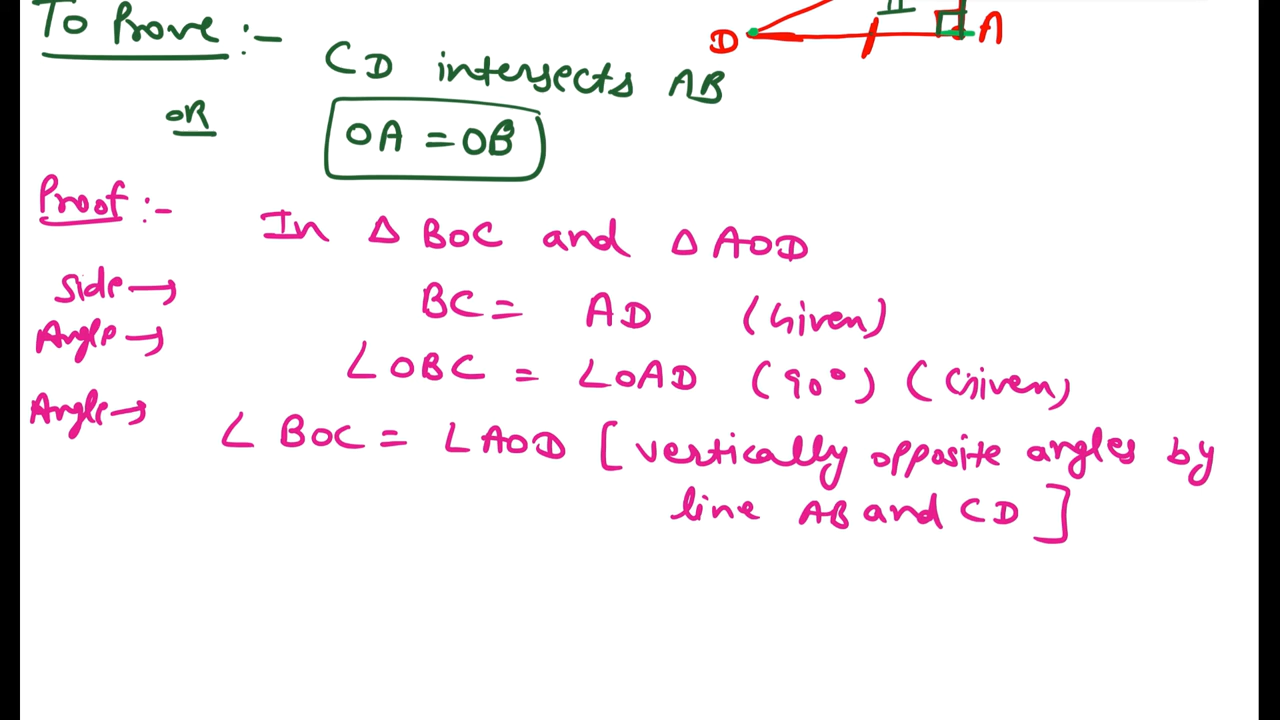 To Prove :-
CD intersects AB
OR
OA = OB
D
II
A
Proof :-
In Δ BOC and Δ AOD
Side →
BC = AD (Given)
Angle →
∠OBC = ∠OAD (90°) (Given)
Angle →
∠BOC = ∠AOD [vertically opposite angles by
line AB and CD]